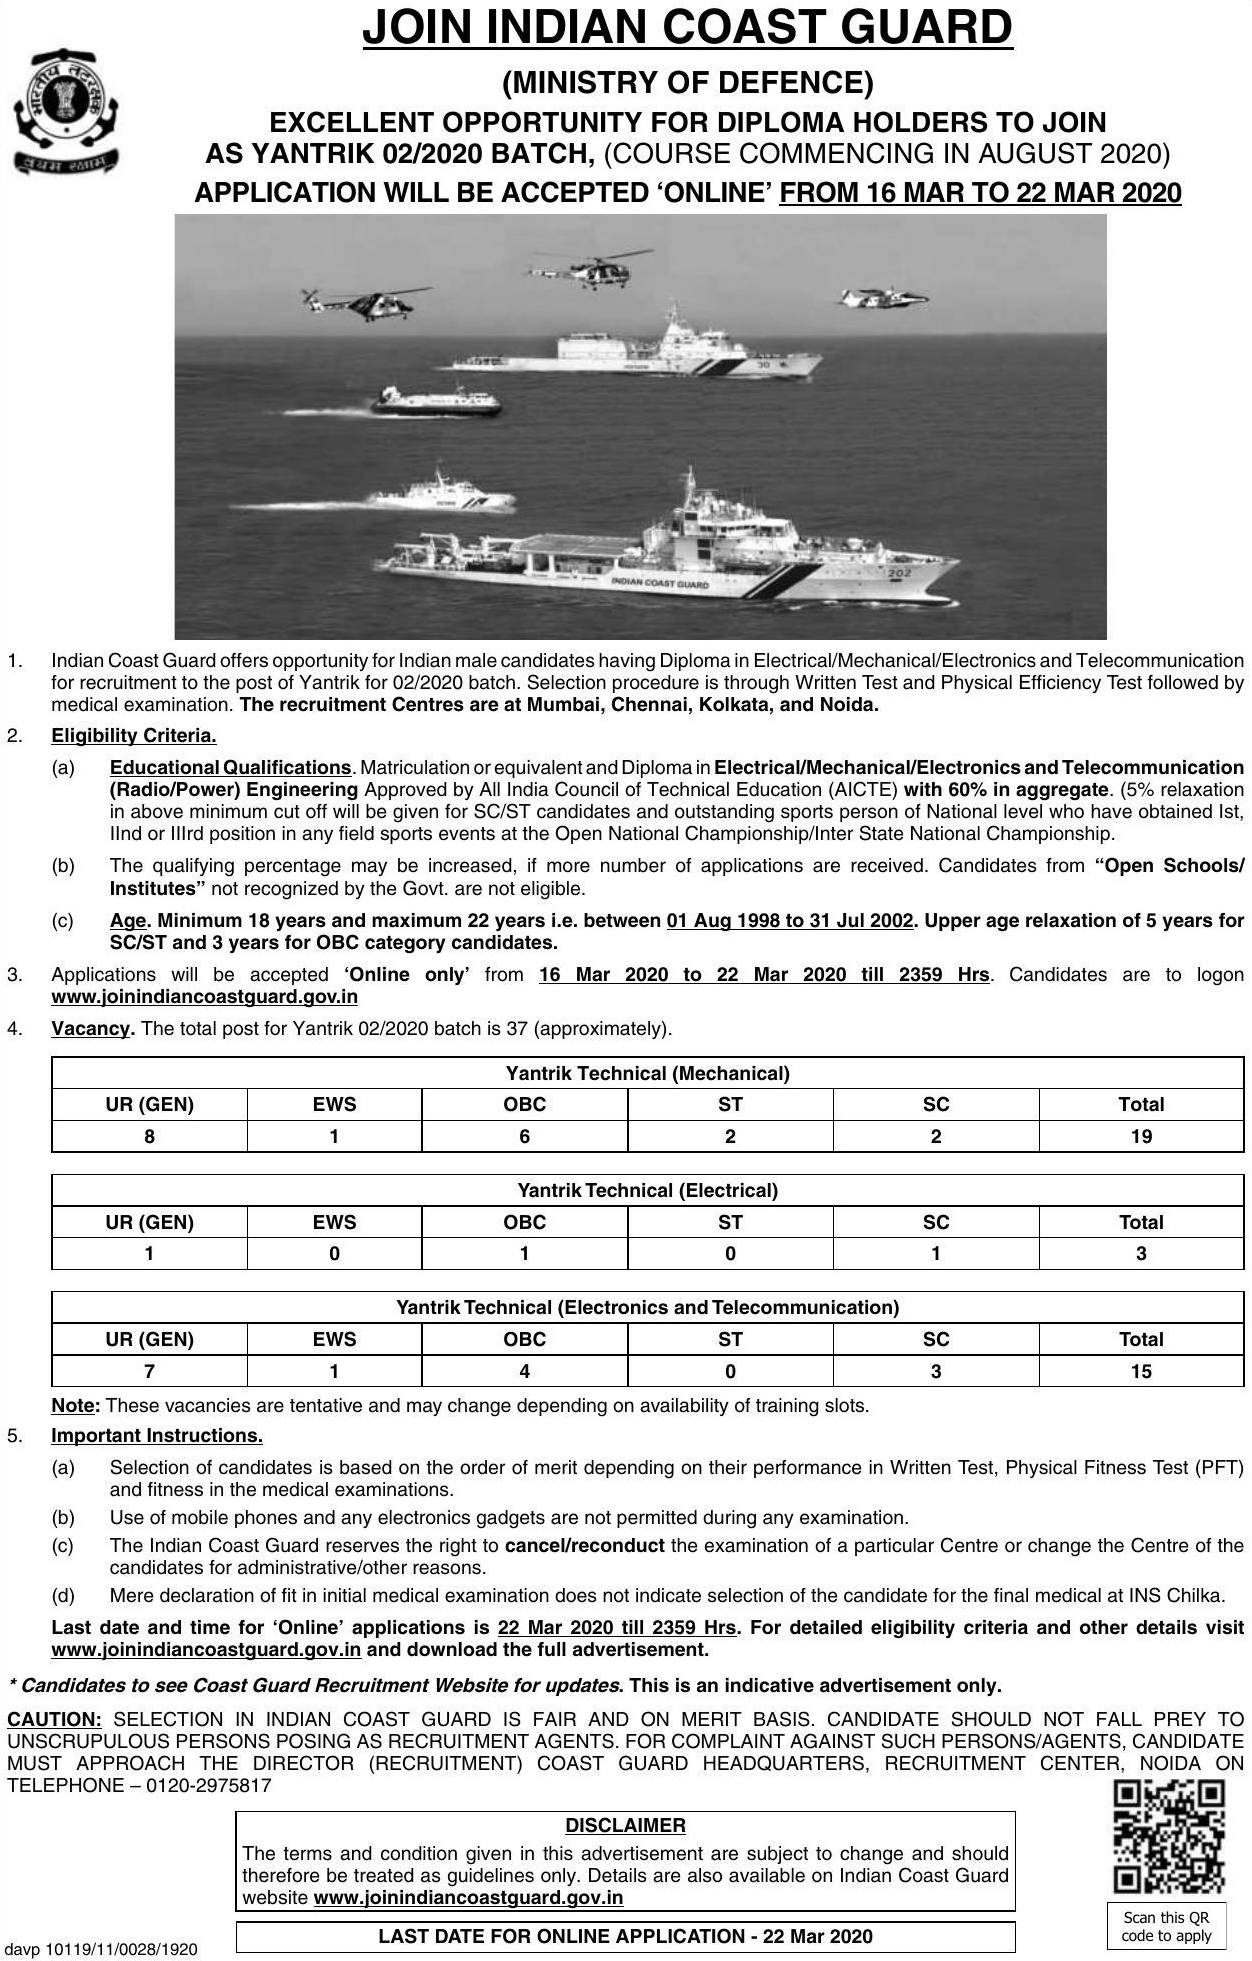 JOIN INDIAN COAST GUARD
(MINISTRY OF DEFENCE)
भारतीय तटरक्षक
वयम रक्षामः
EXCELLENT OPPORTUNITY FOR DIPLOMA HOLDERS TO JOIN
AS YANTRIK 02/2020 BATCH, (COURSE COMMENCING IN AUGUST 2020)
APPLICATION WILL BE ACCEPTED ‘ONLINE’ FROM 16 MAR TO 22 MAR 2020
30
INDIAN COAST GUARD
202
1. Indian Coast Guard offers opportunity for Indian male candidates having Diploma in Electrical/Mechanical/Electronics and Telecommunication
for recruitment to the post of Yantrik for 02/2020 batch. Selection procedure is through Written Test and Physical Efficiency Test followed by
medical examination. The recruitment Centres are at Mumbai, Chennai, Kolkata, and Noida.
2. Eligibility Criteria.
(a) Educational Qualifications. Matriculation or equivalent and Diploma in Electrical/Mechanical/Electronics and Telecommunication
(Radio/Power) Engineering Approved by All India Council of Technical Education (AICTE) with 60% in aggregate. (5% relaxation
in above minimum cut off will be given for SC/ST candidates and outstanding sports person of National level who have obtained Ist,
IInd or IIIrd position in any field sports events at the Open National Championship/Inter State National Championship.
(b) The qualifying percentage may be increased, if more number of applications are received. Candidates from “Open Schools/
Institutes” not recognized by the Govt. are not eligible.
(c) Age. Minimum 18 years and maximum 22 years i.e. between 01 Aug 1998 to 31 Jul 2002. Upper age relaxation of 5 years for
SC/ST and 3 years for OBC category candidates.
3. Applications will be accepted ‘Online only’ from 16 Mar 2020 to 22 Mar 2020 till 2359 Hrs. Candidates are to logon
www.joinindiancoastguard.gov.in
4. Vacancy. The total post for Yantrik 02/2020 batch is 37 (approximately).
Yantrik Technical (Mechanical)
UR (GEN) EWS OBC ST SC Total
8 1 6 2 2 19
Yantrik Technical (Electrical)
UR (GEN) EWS OBC ST SC Total
1 0 1 0 1 3
Yantrik Technical (Electronics and Telecommunication)
UR (GEN) EWS OBC ST SC Total
7 1 4 0 3 15
Note: These vacancies are tentative and may change depending on availability of training slots.
5. Important Instructions.
(a) Selection of candidates is based on the order of merit depending on their performance in Written Test, Physical Fitness Test (PFT)
and fitness in the medical examinations.
(b) Use of mobile phones and any electronics gadgets are not permitted during any examination.
(c) The Indian Coast Guard reserves the right to cancel/reconduct the examination of a particular Centre or change the Centre of the
candidates for administrative/other reasons.
(d) Mere declaration of fit in initial medical examination does not indicate selection of the candidate for the final medical at INS Chilka.
Last date and time for ‘Online’ applications is 22 Mar 2020 till 2359 Hrs. For detailed eligibility criteria and other details visit
www.joinindiancoastguard.gov.in and download the full advertisement.
* Candidates to see Coast Guard Recruitment Website for updates. This is an indicative advertisement only.
CAUTION: SELECTION IN INDIAN COAST GUARD IS FAIR AND ON MERIT BASIS. CANDIDATE SHOULD NOT FALL PREY TO
UNSCRUPULOUS PERSONS POSING AS RECRUITMENT AGENTS. FOR COMPLAINT AGAINST SUCH PERSONS/AGENTS, CANDIDATE
MUST APPROACH THE DIRECTOR (RECRUITMENT) COAST GUARD HEADQUARTERS, RECRUITMENT CENTER, NOIDA ON
TELEPHONE – 0120-2975817
DISCLAIMER
The terms and condition given in this advertisement are subject to change and should
therefore be treated as guidelines only. Details are also available on Indian Coast Guard
website www.joinindiancoastguard.gov.in
LAST DATE FOR ONLINE APPLICATION - 22 Mar 2020
Scan this QR
code to apply
davp 10119/11/0028/1920